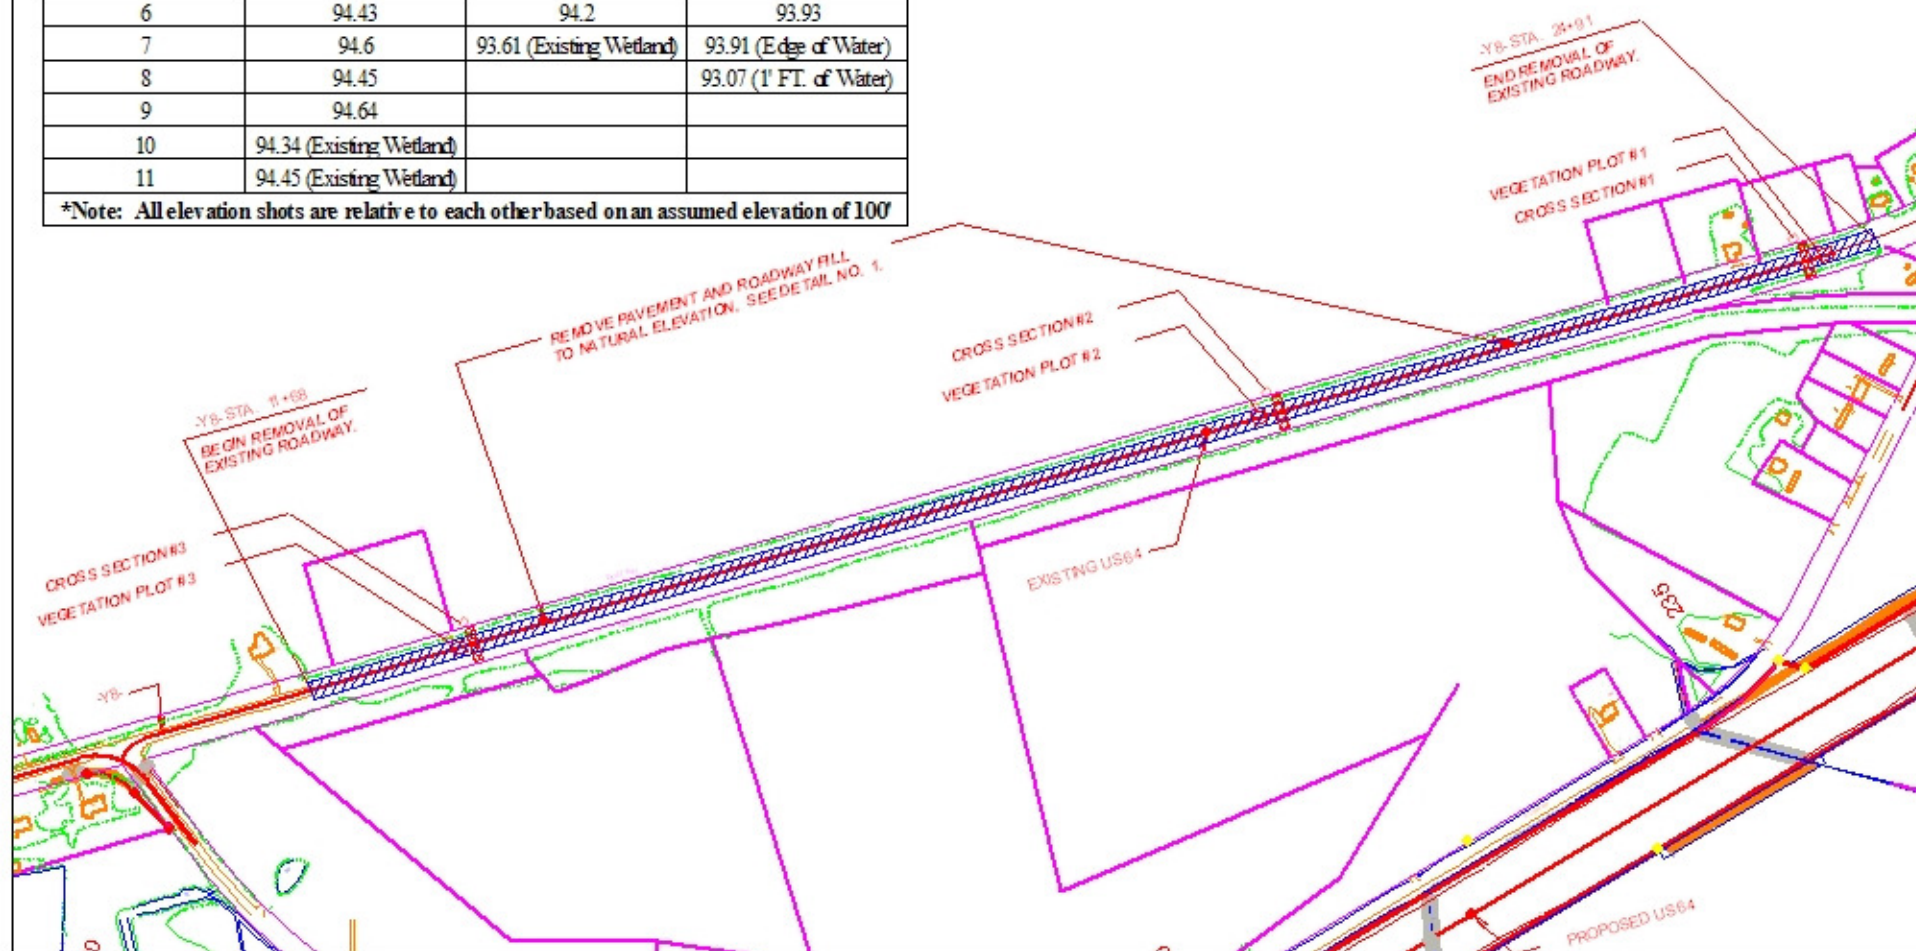 6 94.43 94.2 93.93
7 94.6 93.61 (Existing Wetland) 93.91 (Edge of Water)
8 94.45 93.07 (1' FT. of Water)
9 94.64
10 94.34 (Existing Wetland)
11 94.45 (Existing Wetland)
*Note: All elevation shots are relative to each other based on an assumed elevation of 100'
-Y8- STA. 24+91
END REMOVAL OF
EXISTING ROADWAY.
VEGETATION PLOT #1
CROSS SECTION #1
REMOVE PAVEMENT AND ROADWAY FILL
TO NATURAL ELEVATION. SEE DETAIL NO. 1.
CROSS SECTION #2
VEGETATION PLOT #2
-Y8- STA. 11+68
BEGIN REMOVAL OF
EXISTING ROADWAY.
CROSS SECTION #3
VEGETATION PLOT #3
EXISTING US64
235
-Y8-
PROPOSED US64